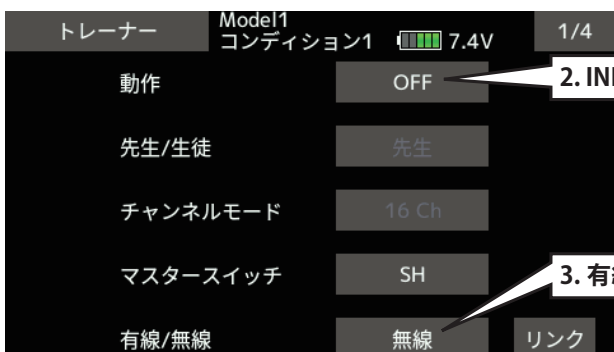 トレーナー
Model1
コンディション1
7.4V
1/4
動作
OFF
2. IN
先生/生徒
先生
チャンネルモード
16 Ch
マスタースイッチ
SH
3. 有
有線/無線
無線
リンク